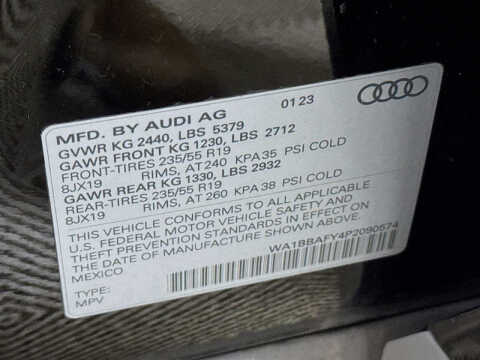 MFD. BY AUDI AG 01 23
GVWR KG 2440, LBS 5379
GAWR FRONT KG 1230, LBS 2712
FRONT-TIRES 235/55 R19
8JX19 RIMS, AT 240 KPA 35 PSI COLD
GAWR REAR KG 1330, LBS 2932
REAR-TIRES 235/55 R19
8JX19 RIMS, AT 260 KPA 38 PSI COLD
THIS VEHICLE CONFORMS TO ALL APPLICABLE
U.S. FEDERAL MOTOR VEHICLE SAFETY AND
THEFT PREVENTION STANDARDS IN EFFECT ON
THE DATE OF MANUFACTURE SHOWN ABOVE.
MEXICO
WA1BBAFY4P2090574
TYPE:
MPV